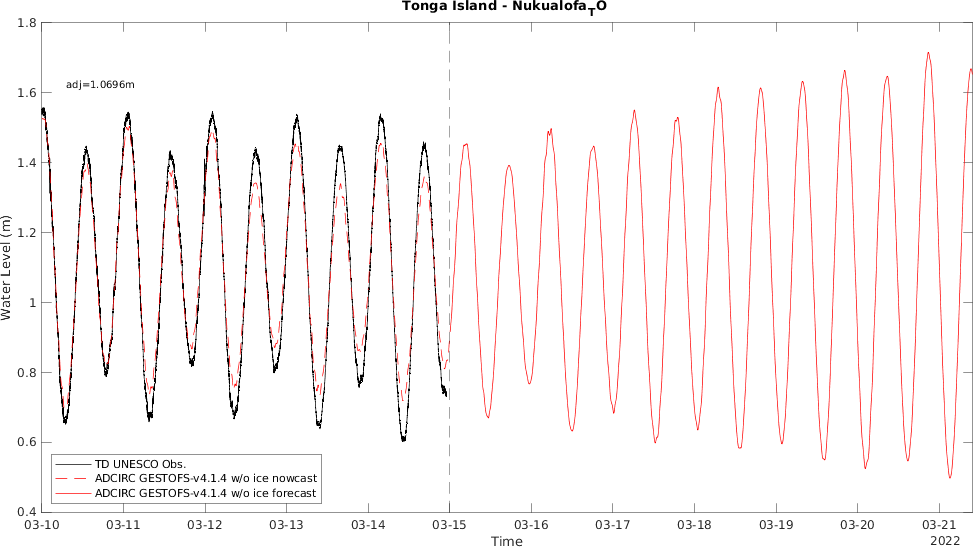 Tonga Island - NukualofaTO
1.8
adj=1.0696m
1.6
1.4
1.2
Water Level (m)
1
0.8
0.6
TD UNESCO Obs.
ADCIRC GESTOFS-v4.1.4 w/o ice nowcast
ADCIRC GESTOFS-v4.1.4 w/o ice forecast
0.4
03-10 03-11 03-12 03-13 03-14 03-15 03-16 03-17 03-18 03-19 03-20 03-21
Time 2022